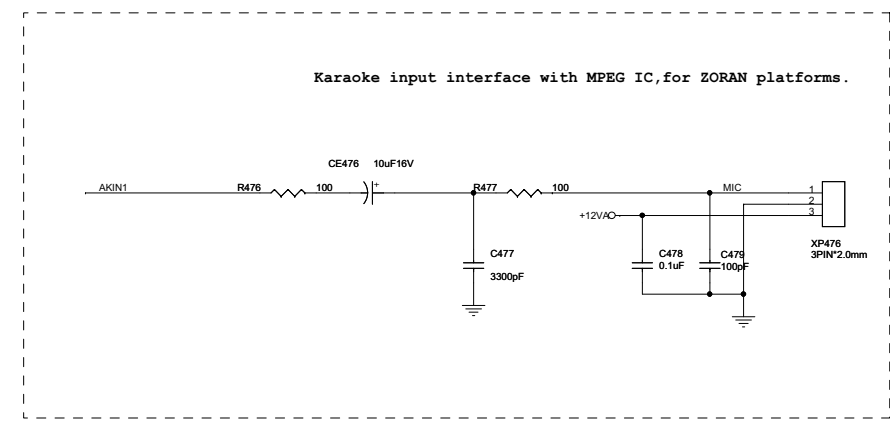 Karaoke input interface with MPEG IC,for ZORAN platforms.
CE476 10uF16V
AKIN1 R476 100 + R477 100 MIC 1
2
+12VA 3
XP476
3PIN*2.0mm
C477
3300pF
C478
0.1uF
C479
100pF